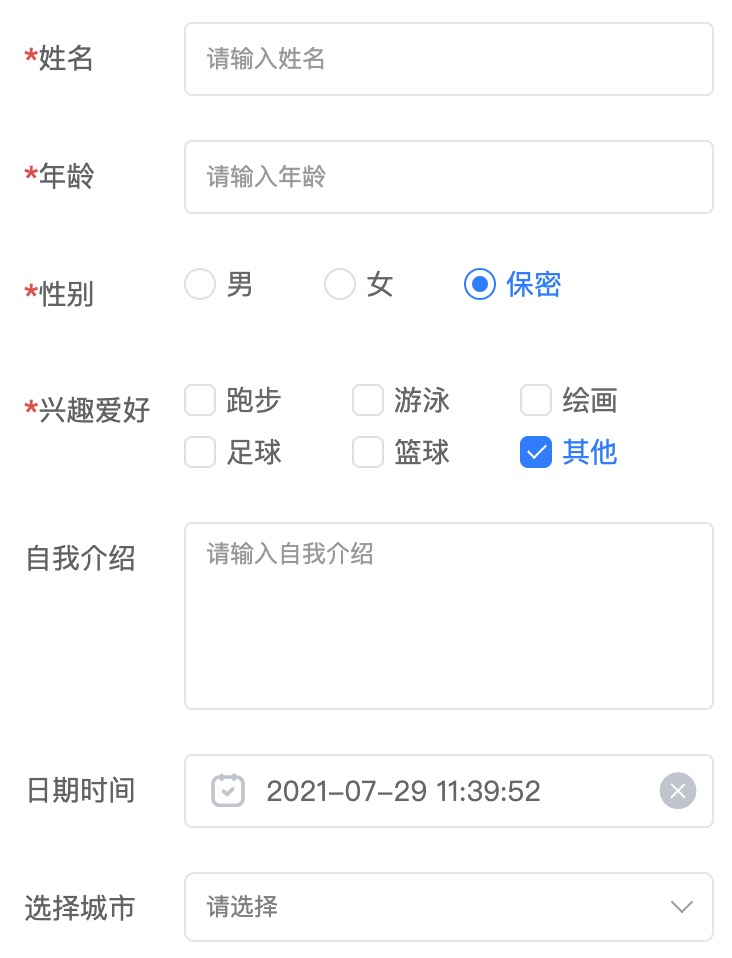 *姓名 请输入姓名
*年龄 请输入年龄
*性别 男 女 保密
*兴趣爱好 跑步 游泳 绘画
足球 篮球 其他
自我介绍 请输入自我介绍
日期时间 2021-07-29 11:39:52
选择城市 请选择